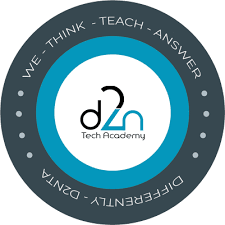 WE - THINK - TEACH - ANSWER
d2n
Tech Academy
DIFFERENTLY - D2NTA